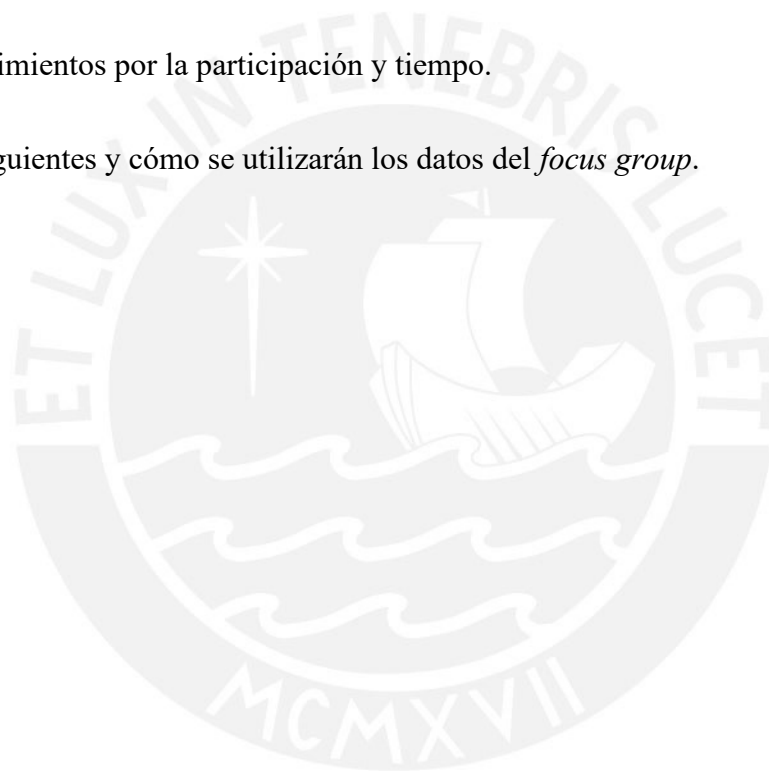 imientos por la participación y tiempo.
guientes y cómo se utilizarán los datos del focus group.
ET LUX IN TENEBRIS LUCET
MCMXVII